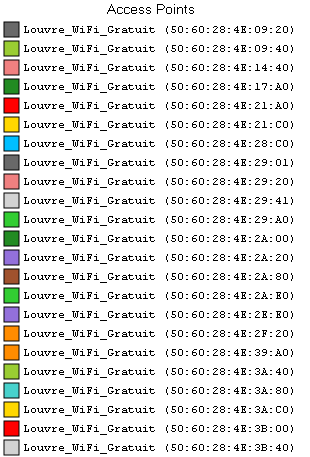 Access Points
Louvre_WiFi_Gratuit (50:60:28:4E:09:20)
Louvre_WiFi_Gratuit (50:60:28:4E:09:40)
Louvre_WiFi_Gratuit (50:60:28:4E:14:40)
Louvre_WiFi_Gratuit (50:60:28:4E:17:A0)
Louvre_WiFi_Gratuit (50:60:28:4E:21:A0)
Louvre_WiFi_Gratuit (50:60:28:4E:21:C0)
Louvre_WiFi_Gratuit (50:60:28:4E:28:C0)
Louvre_WiFi_Gratuit (50:60:28:4E:29:01)
Louvre_WiFi_Gratuit (50:60:28:4E:29:20)
Louvre_WiFi_Gratuit (50:60:28:4E:29:41)
Louvre_WiFi_Gratuit (50:60:28:4E:29:A0)
Louvre_WiFi_Gratuit (50:60:28:4E:2A:00)
Louvre_WiFi_Gratuit (50:60:28:4E:2A:20)
Louvre_WiFi_Gratuit (50:60:28:4E:2A:80)
Louvre_WiFi_Gratuit (50:60:28:4E:2A:E0)
Louvre_WiFi_Gratuit (50:60:28:4E:2E:E0)
Louvre_WiFi_Gratuit (50:60:28:4E:2F:20)
Louvre_WiFi_Gratuit (50:60:28:4E:39:A0)
Louvre_WiFi_Gratuit (50:60:28:4E:3A:40)
Louvre_WiFi_Gratuit (50:60:28:4E:3A:80)
Louvre_WiFi_Gratuit (50:60:28:4E:3A:C0)
Louvre_WiFi_Gratuit (50:60:28:4E:3B:00)
Louvre_WiFi_Gratuit (50:60:28:4E:3B:40)